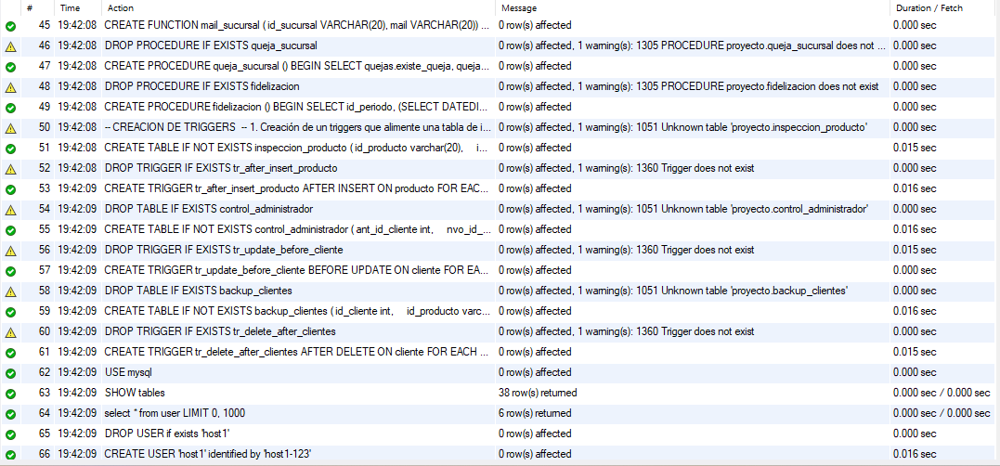 # Time Action Message Duration / Fetch
45 19:42:08 CREATE FUNCTION mail_sucursal ( id_sucursal VARCHAR(20), mail VARCHAR(20)) ... 0 row(s) affected 0.000 sec
46 19:42:08 DROP PROCEDURE IF EXISTS queja_sucursal 0 row(s) affected, 1 warning(s): 1305 PROCEDURE proyecto.queja_sucursal does not ... 0.000 sec
47 19:42:08 CREATE PROCEDURE queja_sucursal () BEGIN SELECT quejas.existe_queja, queja... 0 row(s) affected 0.000 sec
48 19:42:08 DROP PROCEDURE IF EXISTS fidelizacion 0 row(s) affected, 1 warning(s): 1305 PROCEDURE proyecto.fidelizacion does not exist 0.000 sec
49 19:42:08 CREATE PROCEDURE fidelizacion () BEGIN SELECT id_periodo, (SELECT DATEDI... 0 row(s) affected 0.000 sec
50 19:42:08 -- CREACION DE TRIGGERS -- 1. Creación de un triggers que alimente una tabla de i... 0 row(s) affected, 1 warning(s): 1051 Unknown table 'proyecto.inspeccion_producto' 0.000 sec
51 19:42:08 CREATE TABLE IF NOT EXISTS inspeccion_producto ( id_producto varchar(20), i... 0 row(s) affected 0.015 sec
52 19:42:08 DROP TRIGGER IF EXISTS tr_after_insert_producto 0 row(s) affected, 1 warning(s): 1360 Trigger does not exist 0.000 sec
53 19:42:08 CREATE TRIGGER tr_after_insert_producto AFTER INSERT ON producto FOR EAC... 0 row(s) affected 0.016 sec
54 19:42:09 DROP TABLE IF EXISTS control_administrador 0 row(s) affected, 1 warning(s): 1051 Unknown table 'proyecto.control_administrador' 0.000 sec
55 19:42:09 CREATE TABLE IF NOT EXISTS control_administrador ( ant_id_cliente int, nvo_id_... 0 row(s) affected 0.016 sec
56 19:42:09 DROP TRIGGER IF EXISTS tr_update_before_cliente 0 row(s) affected, 1 warning(s): 1360 Trigger does not exist 0.015 sec
57 19:42:09 CREATE TRIGGER tr_update_before_cliente BEFORE UPDATE ON cliente FOR EA... 0 row(s) affected 0.000 sec
58 19:42:09 DROP TABLE IF EXISTS backup_clientes 0 row(s) affected, 1 warning(s): 1051 Unknown table 'proyecto.backup_clientes' 0.000 sec
59 19:42:09 CREATE TABLE IF NOT EXISTS backup_clientes ( id_cliente int, id_producto varc... 0 row(s) affected 0.016 sec
60 19:42:09 DROP TRIGGER IF EXISTS tr_delete_after_clientes 0 row(s) affected, 1 warning(s): 1360 Trigger does not exist 0.000 sec
61 19:42:09 CREATE TRIGGER tr_delete_after_clientes AFTER DELETE ON cliente FOR EACH ... 0 row(s) affected 0.015 sec
62 19:42:09 USE mysql 0 row(s) affected 0.000 sec
63 19:42:09 SHOW tables 38 row(s) returned 0.000 sec / 0.000 sec
64 19:42:09 select * from user LIMIT 0, 1000 6 row(s) returned 0.000 sec / 0.000 sec
65 19:42:09 DROP USER if exists 'host1' 0 row(s) affected 0.000 sec
66 19:42:09 CREATE USER 'host1' identified by 'host1-123' 0 row(s) affected 0.016 sec